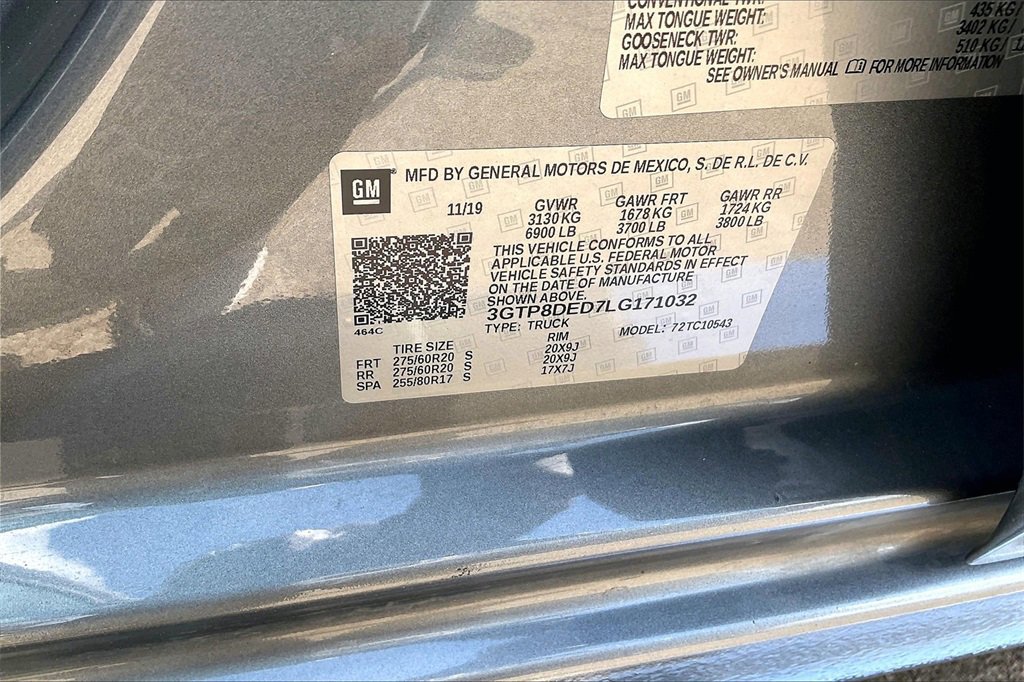 CONVENTIONAL TWR: 435 KG/
MAX TONGUE WEIGHT: 3402 KG/
GOOSENECK TWR: 510 KG/
MAX TONGUE WEIGHT:
SEE OWNER'S MANUAL FOR MORE INFORMATION
GM MFD BY GENERAL MOTORS DE MEXICO, S. DE R.L. DE C.V.
11/19 GVWR GAWR FRT GAWR RR
3130 KG 1678 KG 1724 KG
6900 LB 3700 LB 3800 LB
THIS VEHICLE CONFORMS TO ALL
APPLICABLE U.S. FEDERAL MOTOR
VEHICLE SAFETY STANDARDS IN EFFECT
ON THE DATE OF MANUFACTURE
SHOWN ABOVE.
3GTP8DED7LG171032
464C
TYPE: TRUCK MODEL: 72TC10543
TIRE SIZE RIM
FRT 275/60R20 S 20X9J
RR 275/60R20 S 20X9J
SPA 255/80R17 S 17X7J